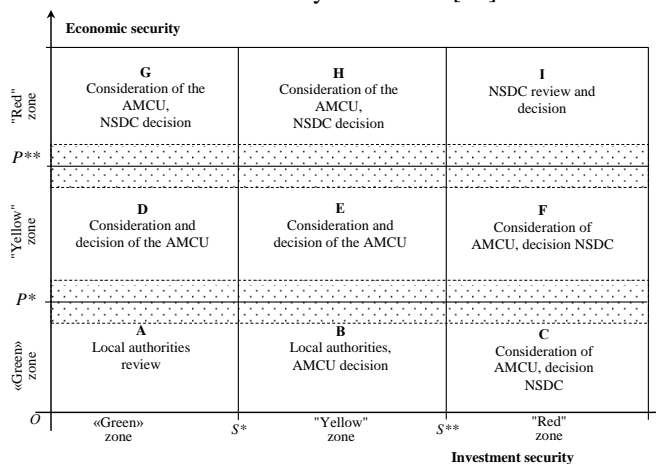 Economic security
"Red"
zone
G
Consideration of the
AMCU,
NSDC decision
H
Consideration of the
AMCU,
NSDC decision
I
NSDC review and
decision
P**
"Yellow"
zone
D
Consideration and
decision of the AMCU
E
Consideration and
decision of the AMCU
F
Consideration of
AMCU, decision NSDC
P*
«Green»
zone
A
Local authorities
review
B
Local authorities,
AMCU decision
C
Consideration of
AMCU, decision
NSDC
O
«Green»
zone
S*
"Yellow"
zone
S**
"Red"
zone
Investment security